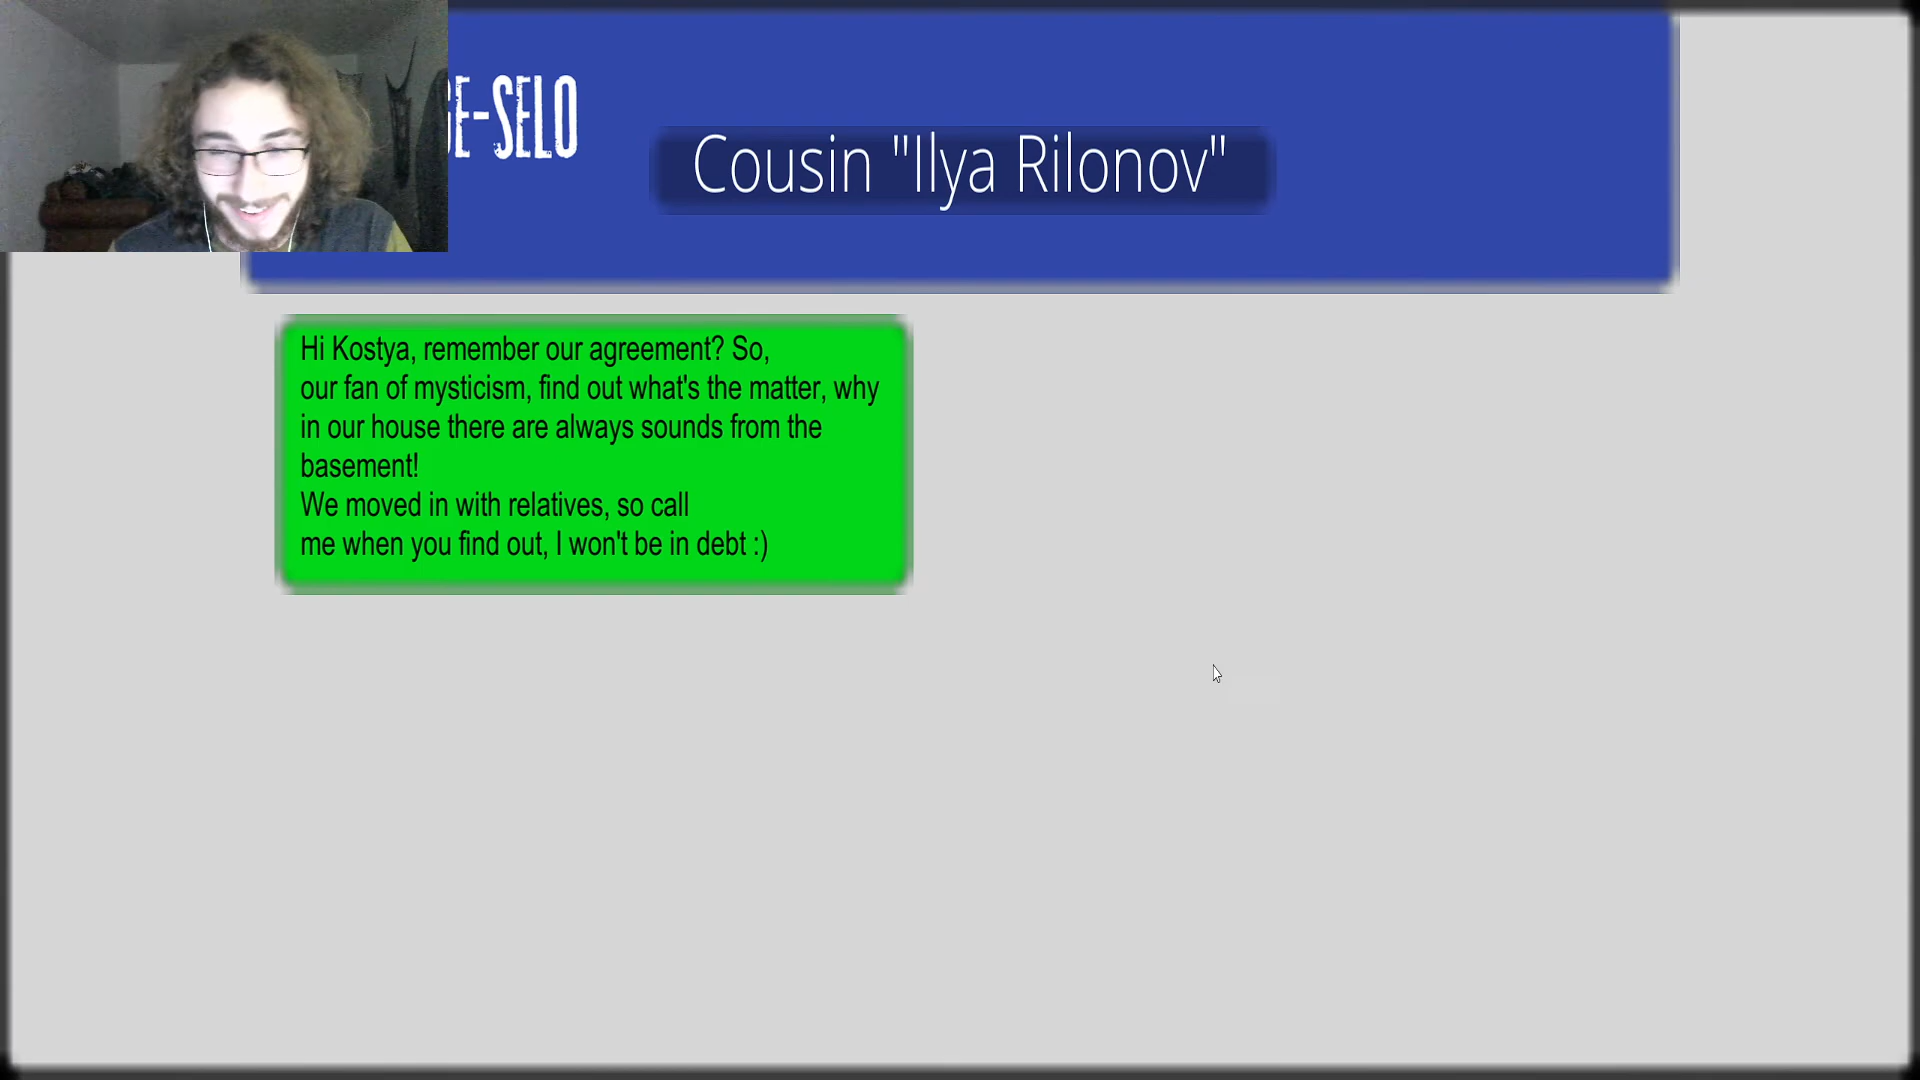 GE-SELO
Cousin "Ilya Rilonov"
Hi Kostya, remember our agreement? So,
our fan of mysticism, find out what's the matter, why
in our house there are always sounds from the
basement!
We moved in with relatives, so call
me when you find out, I won't be in debt :)